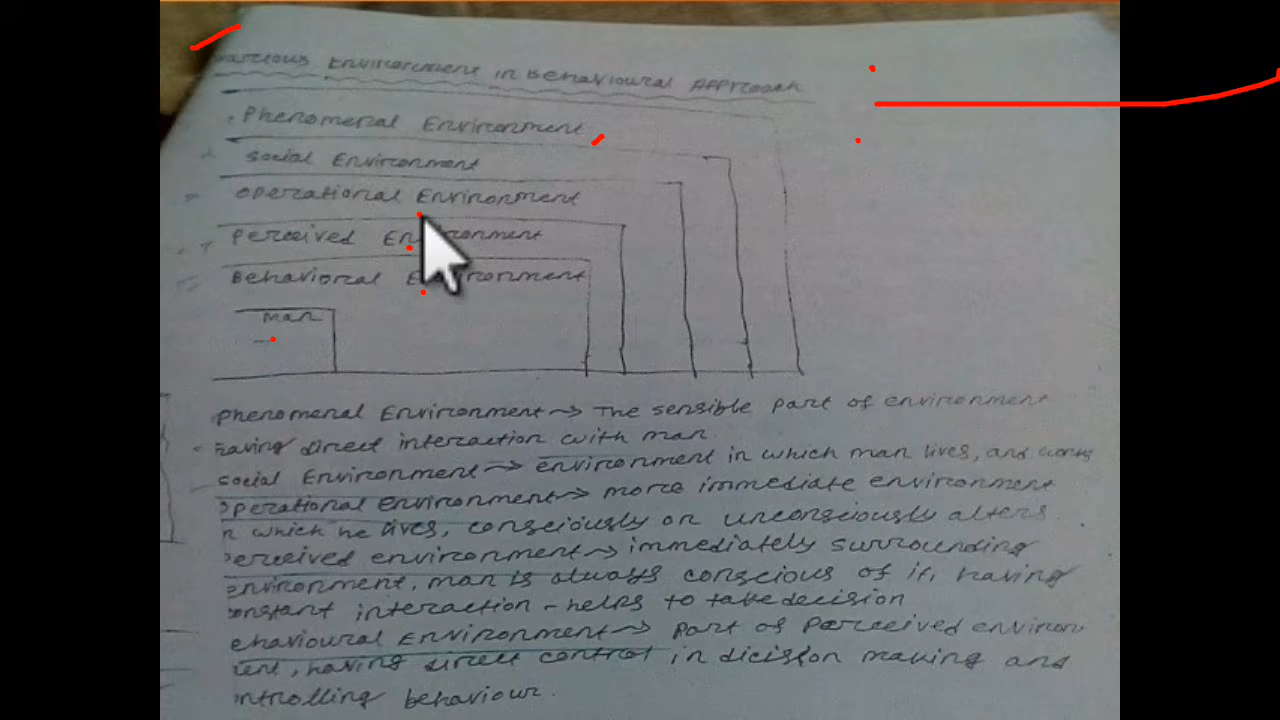 various Environment in Behavioural Approach
Phenomenal Environment
social Environment
operational Environment
perceived Environment
Behavioral Environment
man
phenomenal Environment → The sensible part of environment
having direct interaction with man.
social Environment → environment in which man lives, and works
operational environment → more immediate environment
in which he lives, consciously or unconsciously alters
perceived environment → immediately surrounding
environment, man is always conscious of it, having
constant interaction - helps to take decision
behavioural Environment → part of perceived environ
ment, having direct control in dicision making and
controlling behaviour.